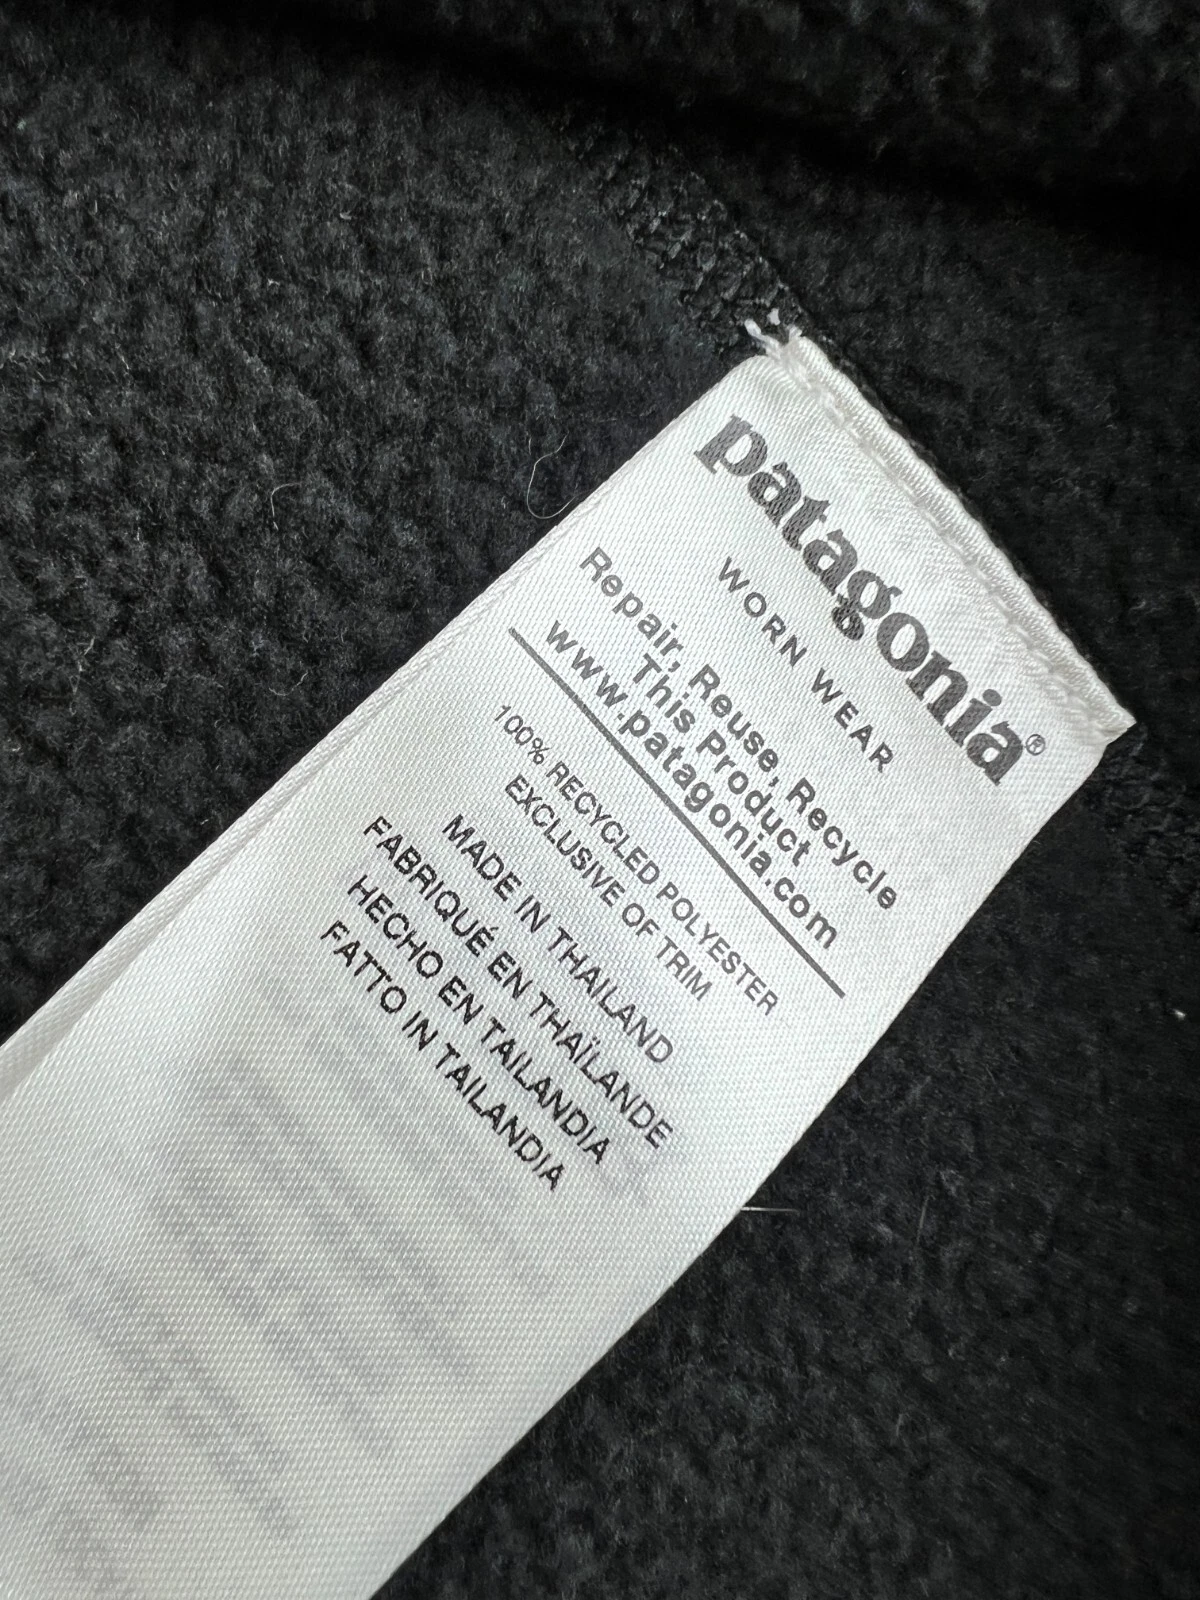 patagonia®
WORN WEAR
Repair, Reuse, Recycle
This Product
www.patagonia.com
100% RECYCLED POLYESTER
EXCLUSIVE OF TRIM
MADE IN THAILAND
FABRIQUÉ EN THAÏLANDE
HECHO EN TAILANDIA
FATTO IN TAILANDIA